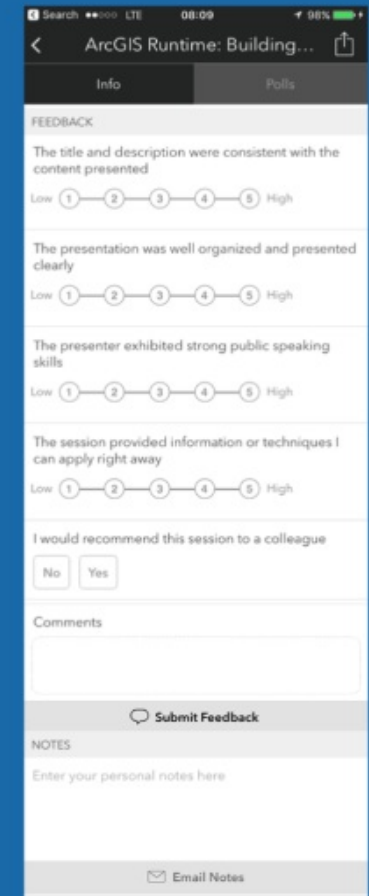 Search LTE 08:09 98%
ArcGIS Runtime: Building...
Info Polls
FEEDBACK
The title and description were consistent with the
content presented
Low 1 2 3 4 5 High
The presentation was well organized and presented
clearly
Low 1 2 3 4 5 High
The presenter exhibited strong public speaking
skills
Low 1 2 3 4 5 High
The session provided information or techniques I
can apply right away
Low 1 2 3 4 5 High
I would recommend this session to a colleague
No Yes
Comments
Submit Feedback
NOTES
Enter your personal notes here
Email Notes